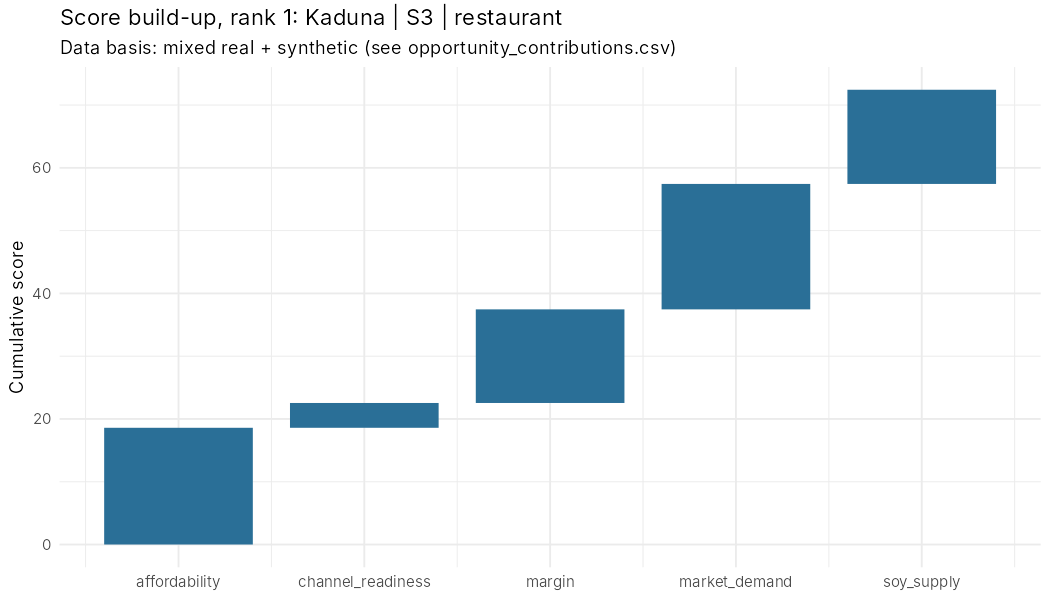 Score build-up, rank 1: Kaduna | S3 | restaurant
Data basis: mixed real + synthetic (see opportunity_contributions.csv)
Cumulative score
60
40
20
0
affordability
channel_readiness
margin
market_demand
soy_supply